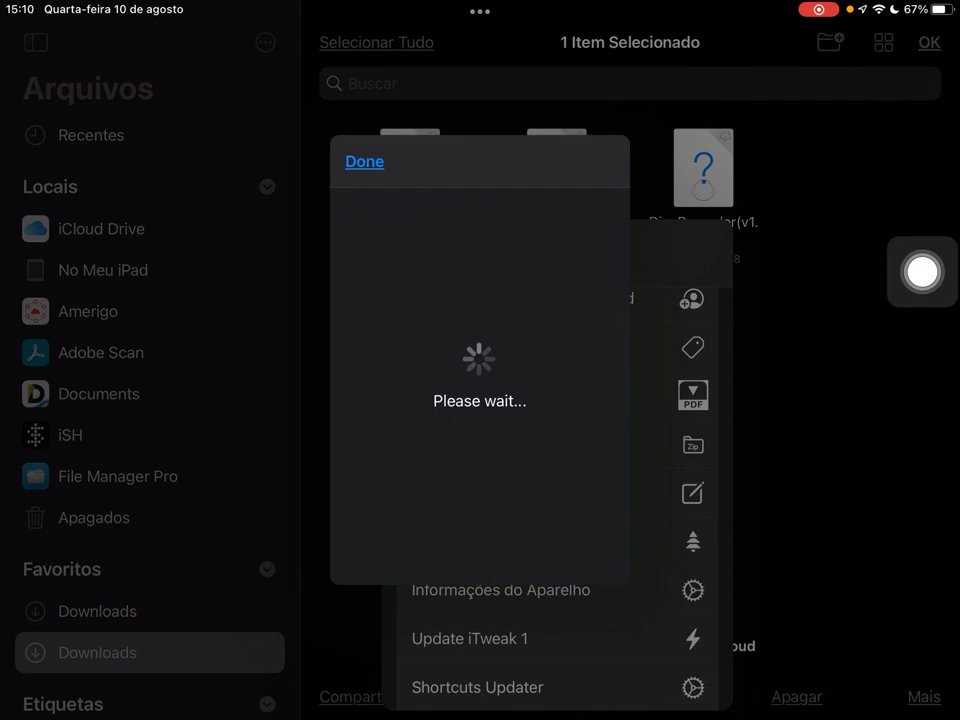 15:10 Quarta-feira 10 de agosto
67%
Arquivos
Recentes
Locais
iCloud Drive
No Meu iPad
Amerigo
Adobe Scan
Documents
iSH
File Manager Pro
Apagados
Favoritos
Downloads
Downloads
Etiquetas
Selecionar Tudo
1 Item Selecionado
OK
Buscar
?
Done
Please wait...
PDF
Zip
Informações do Aparelho
Update iTweak 1
Shortcuts Updater
oud
Compart
Apagar
Mais